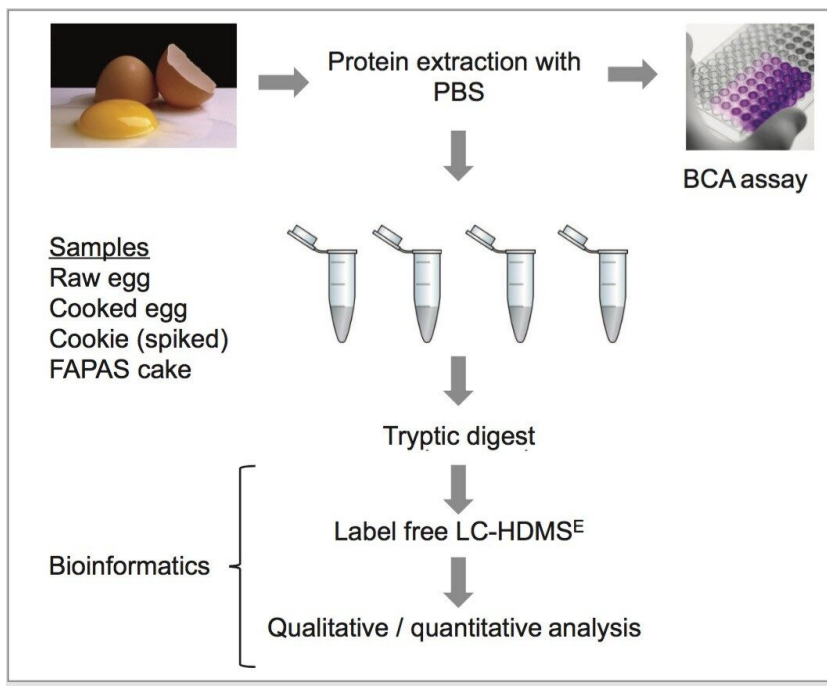 Protein extraction with
PBS
BCA assay
Samples
Raw egg
Cooked egg
Cookie (spiked)
FAPAS cake
Tryptic digest
Label free LC-HDMSᴱ
Bioinformatics
Qualitative / quantitative analysis